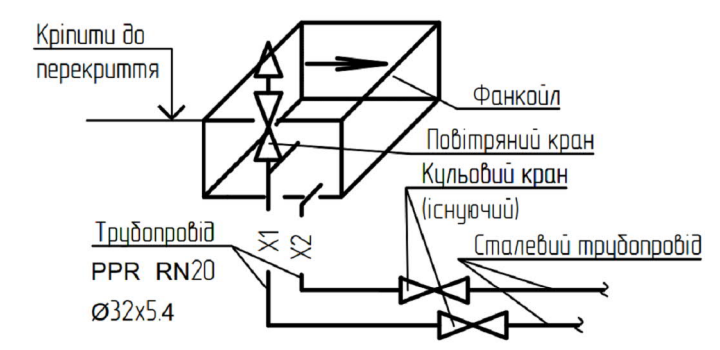 Кріпити до
перекриття
Фанкойл
Повітряний кран
Кульовий кран
(існуючий)
Трубопровід
PPR RN20
Ø32x5.4
X1
X2
Сталевий трубопровід